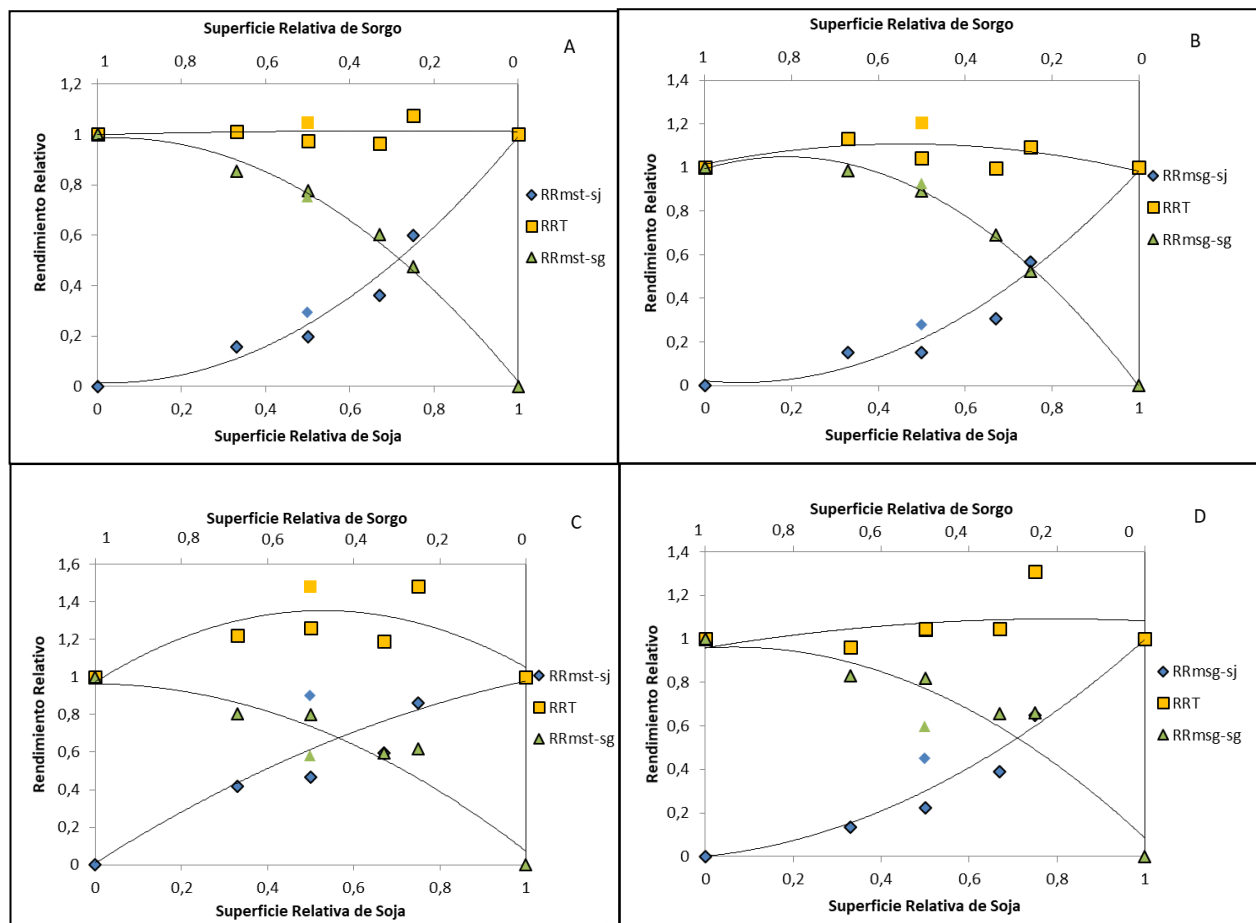 Superficie Relativa de Sorgo
A
1 0,8 0,6 0,4 0,2 0
1,2
1
0,8
0,6
0,4
0,2
0
Rendimiento Relativo
0 0,2 0,4 0,6 0,8 1
Superficie Relativa de Soja
RRmst-sj
RRT
RRmst-sg
Superficie Relativa de Sorgo
B
1 0,8 0,6 0,4 0,2 0
1,4
1,2
1
0,8
0,6
0,4
0,2
0
Rendimiento Relativo
0 0,2 0,4 0,6 0,8 1
Superficie Relativa de Soja
RRmsg-sj
RRT
RRmsg-sg
Superficie Relativa de Sorgo
C
1 0,8 0,6 0,4 0,2 0
1,6
1,4
1,2
1
0,8
0,6
0,4
0,2
0
Rendimiento Relativo
0 0,2 0,4 0,6 0,8 1
Superficie Relativa de Soja
RRmst-sj
RRT
RRmst-sg
Superficie Relativa de Sorgo
D
1 0,8 0,6 0,4 0,2 0
1,4
1,2
1
0,8
0,6
0,4
0,2
0
Rendimiento Relativo
0 0,2 0,4 0,6 0,8 1
Superficie Relativa de Soja
RRmsg-sj
RRT
RRmsg-sg